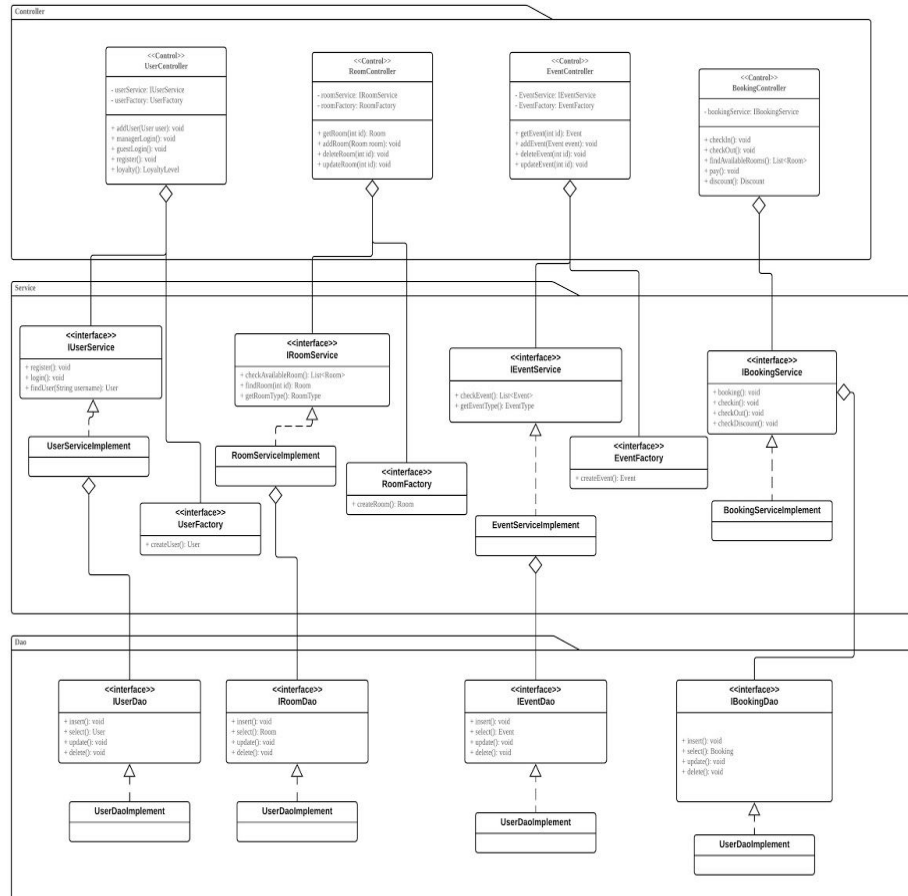 Controller
<<Control>>
UserController
- userService: IUserService
- userFactory: UserFactory
+ addUser(User user): void
+ managerLogin(): void
+ guestLogin(): void
+ register(): void
+ loyalty(): LoyaltyLovel
<<Control>>
RoomController
- roomService: IRoomService
- roomFactory: RoomFactory
+ getRoom(int id): Room
+ addRoom(Room room): void
+ deleteRoom(int id): void
+ updateRoom(int id): void
<<Control>>
EventController
- EventService: IEventService
- EventFactory: EventFactory
+ getEvent(int id): Event
+ addEvent(Event event): void
+ deleteEvent(int id): void
+ updateEvent(int id): void
<<Control>>
BookingController
- bookingService: IBookingService
+ checkIn(): void
+ checkOut(): void
+ findAvailableRooms(): List<Room>
+ pay(): void
+ discount(): Discount
Service
<<interface>>
IUserService
+ register(): void
+ login(): void
+ findUser(String username): User
UserServiceImplement
<<interface>>
UserFactory
+ createUser(): User
<<interface>>
IRoomService
+ checkAvailableRoom(): List<Room>
+ findRoom(int id): Room
+ getRoomType(): RoomType
RoomServiceImplement
<<interface>>
RoomFactory
+ createRoom(): Room
<<interface>>
IEventService
+ checkEvent(): List<Event>
+ getEventType(): EventType
EventServiceImplement
<<interface>>
EventFactory
+ createEvent(): Event
<<interface>>
IBookingService
+ booking(): void
+ checkin(): void
+ checkOut(): void
+ checkDiscount(): void
BookingServiceImplement
Dao
<<interface>>
IUserDao
+ insert(): void
+ select(): User
+ update(): void
+ delete(): void
UserDaoImplement
<<interface>>
IRoomDao
+ insert(): void
+ select(): Room
+ update(): void
+ delete(): void
UserDaoImplement
<<interface>>
IEventDao
+ insert(): void
+ select(): Event
+ update(): void
+ delete(): void
UserDaoImplement
<<interface>>
IBookingDao
+ insert(): void
+ select(): Booking
+ update(): void
+ delete(): void
UserDaoImplement